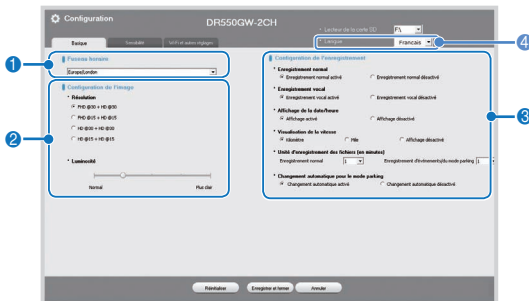 Configuration
DR550GW-2CH
Lecteur de la carte SD F:\
Langue Francais
Basique Sensibilité Wi-Fi et autres réglages
Fuseau horaire
Europe/London
Configuration de l'image
Résolution
FHD @30 + HD @30
FHD @15 + HD @15
HD @30 + HD @30
HD @15 + HD @15
Luminosité
Normal Plus clair
Configuration de l'enregistrement
Enregistrement normal
Enregistrement normal activé Enregistrement normal désactivé
Enregistrement vocal
Enregistrement vocal activé Enregistrement vocal désactivé
Affichage de la date/heure
Affichage activé Affichage désactivé
Visualisation de la vitesse
Kilomètre Mile Affichage désactivé
Unité d'enregistrement des fichiers (en minutes)
Enregistrement normal 1 Enregistrement d'événements/du mode parking 1
Changement automatique pour le mode parking
Changement automatique activé Changement automatique désactivé
Réinitialiser Enregistrer et fermer Annuler
1
2
3
4